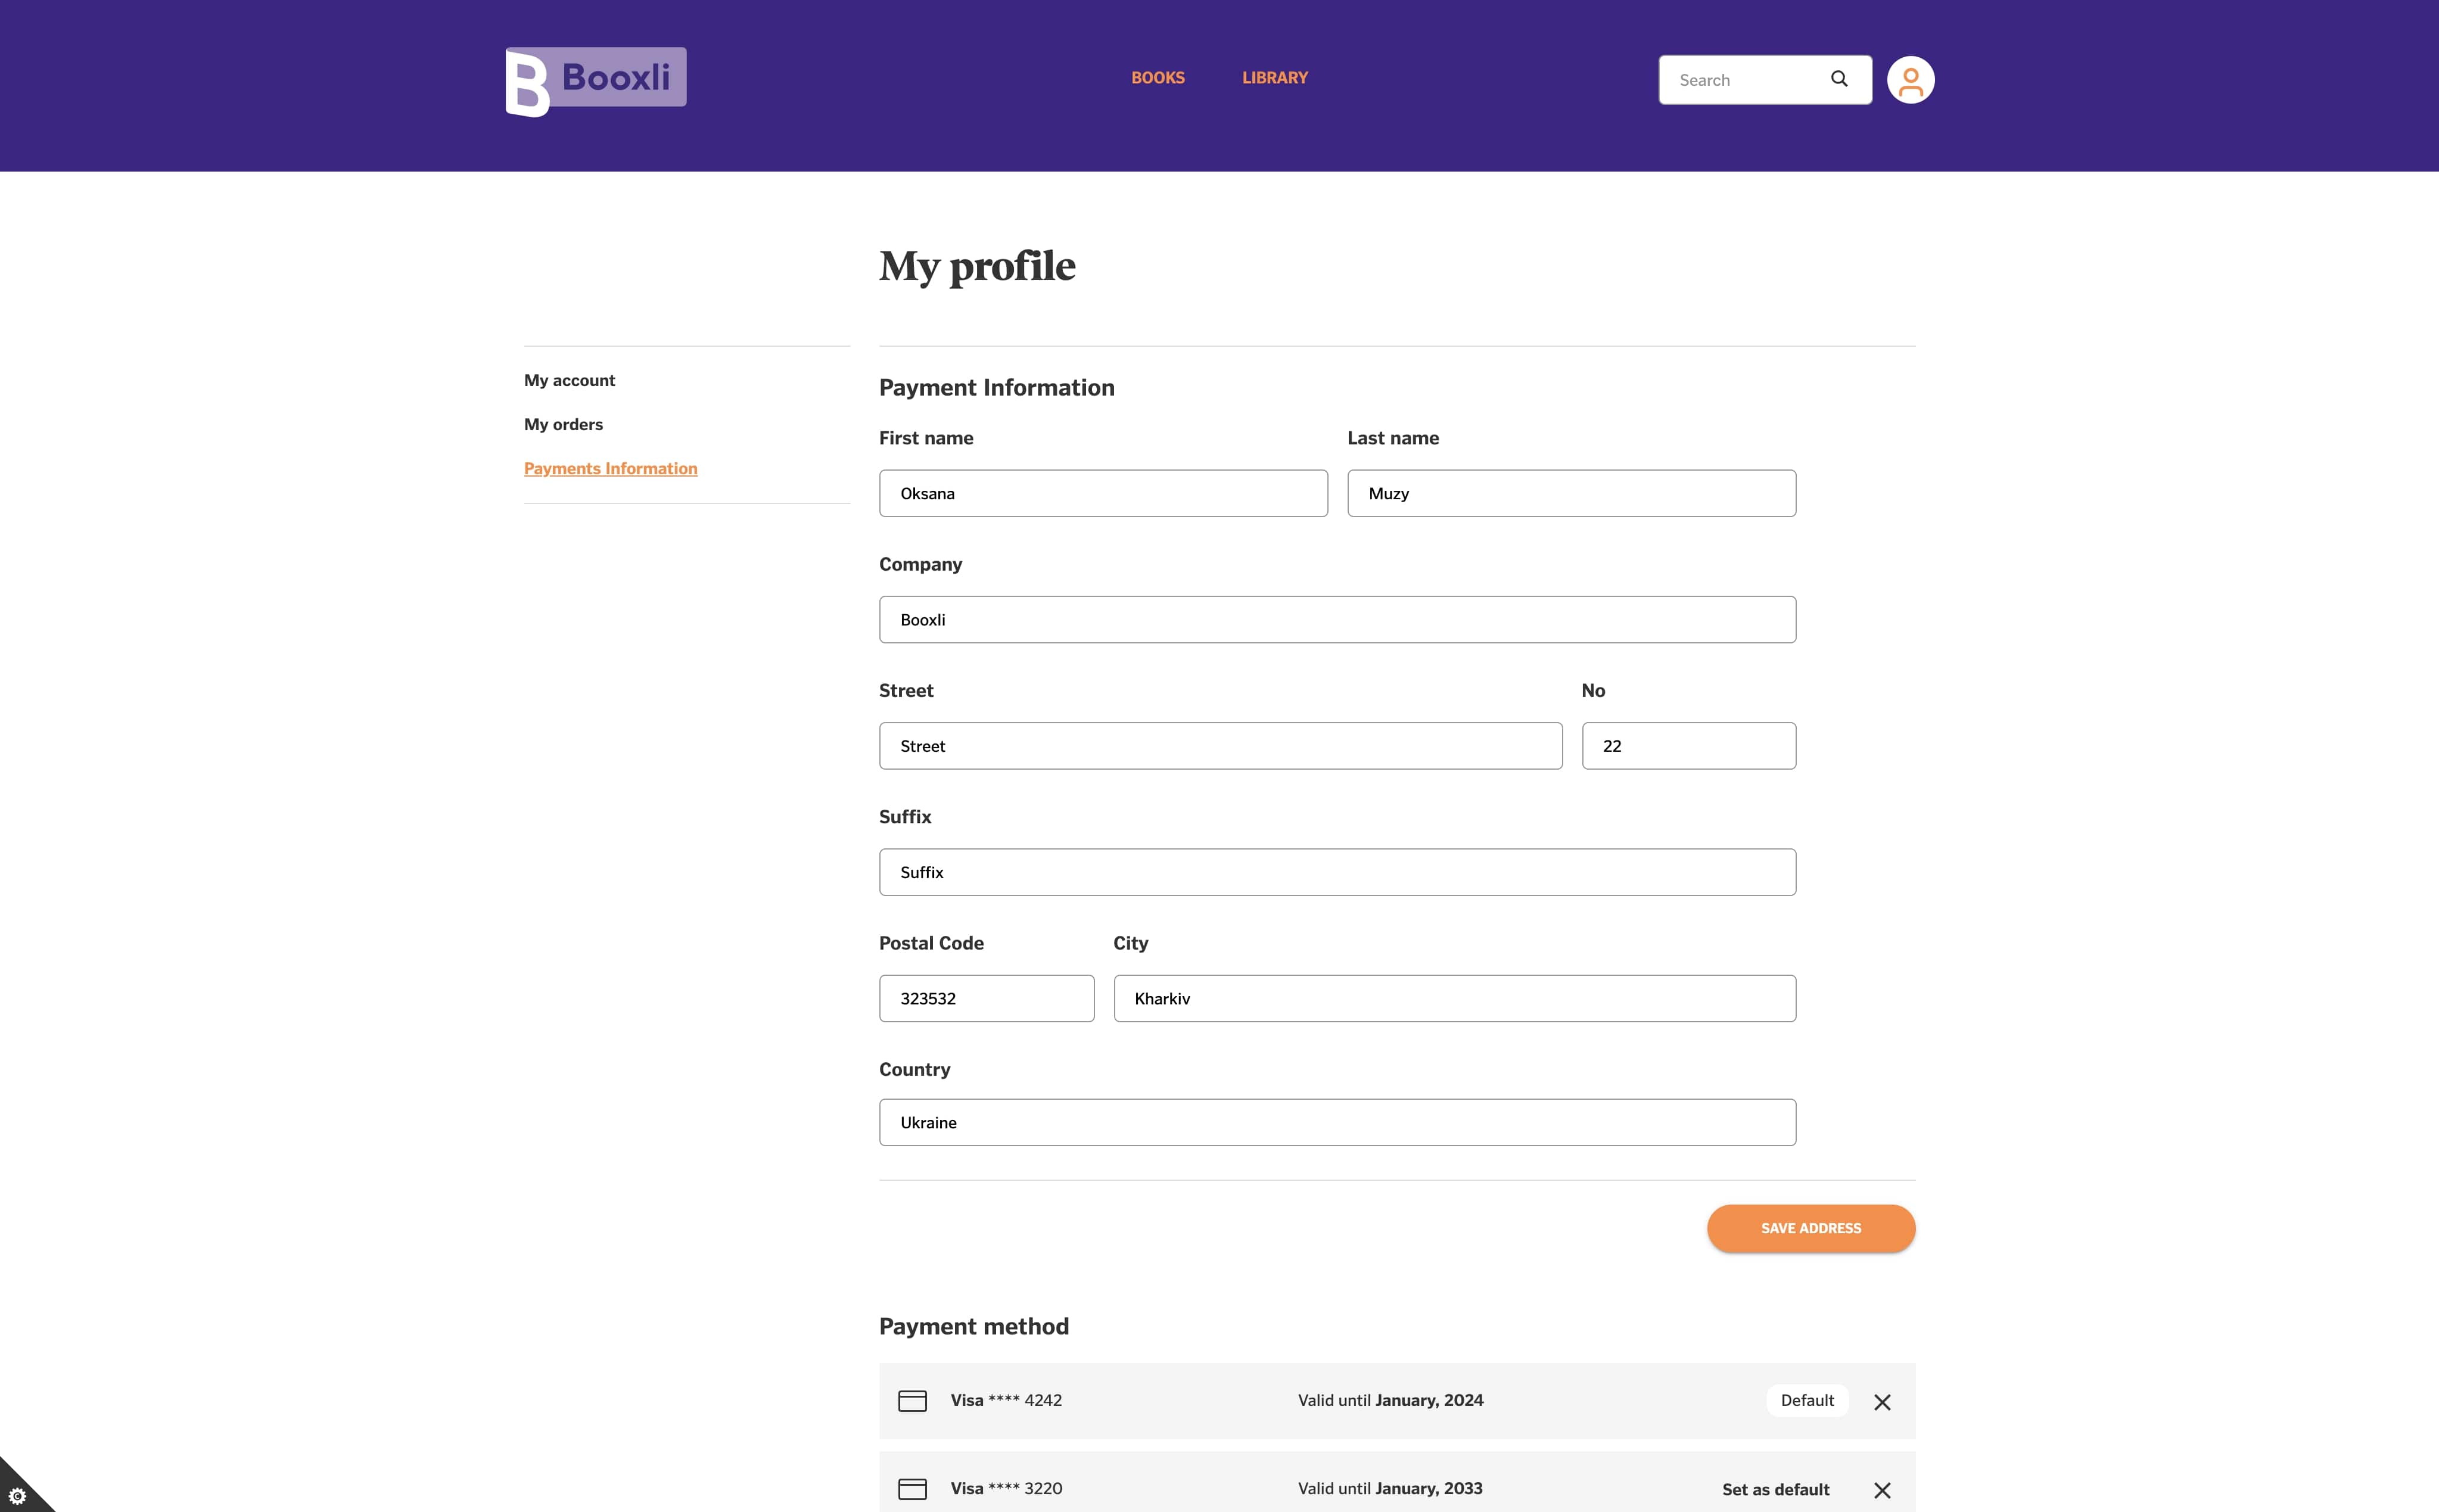 B Booxli
BOOKS LIBRARY
Search
My profile
My account
My orders
Payments Information
Payment Information
First name Last name
Oksana Muzy
Company
Booxli
Street No
Street 22
Suffix
Suffix
Postal Code City
323532 Kharkiv
Country
Ukraine
SAVE ADDRESS
Payment method
Visa **** 4242 Valid until January, 2024 Default
Visa **** 3220 Valid until January, 2033 Set as default